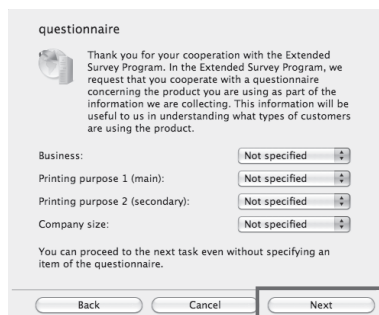 questionnaire
Thank you for your cooperation with the Extended
Survey Program. In the Extended Survey Program, we
request that you cooperate with a questionnaire
concerning the product you are using as part of the
information we are collecting. This information will be
useful to us in understanding what types of customers
are using the product.
Business: Not specified
Printing purpose 1 (main): Not specified
Printing purpose 2 (secondary): Not specified
Company size: Not specified
You can proceed to the next task even without specifying an
item of the questionnaire.
Back Cancel Next